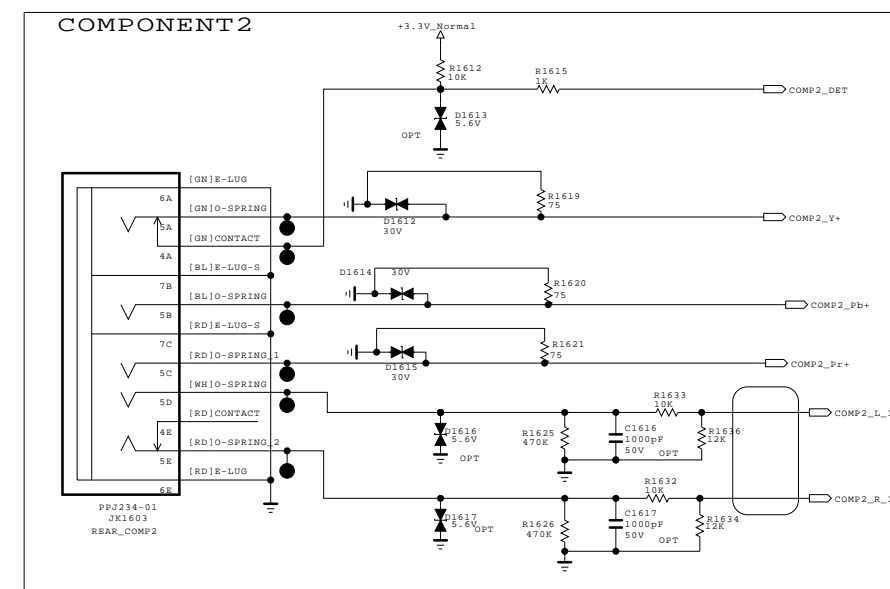 COMPONENT2
+3.3V_Normal
R1612
10K
R1615
1K
COMP2_DET
D1613
5.6V
OPT
[GN]E-LUG
6A
[GN]O-SPRING
5A
[GN]CONTACT
4A
R1619
75
D1612
30V
COMP2_Y+
[BL]E-LUG-S
7B
D1614
30V
R1620
75
[BL]O-SPRING
5B
COMP2_Pb+
[RD]E-LUG-S
7C
[RD]O-SPRING_1
5C
R1621
75
D1615
30V
COMP2_Pr+
[WH]O-SPRING
5D
R1633
10K
COMP2_L_I
[RD]CONTACT
4E
D1616
5.6V
OPT
R1625
470K
C1616
1000pF
50V
OPT
R1636
12K
[RD]O-SPRING_2
5E
[RD]E-LUG
6E
R1632
10K
COMP2_R_I
PPJ234-01
JK1603
REAR_COMP2
D1617
5.6V
OPT
R1626
470K
C1617
1000pF
50V
OPT
R1634
12K